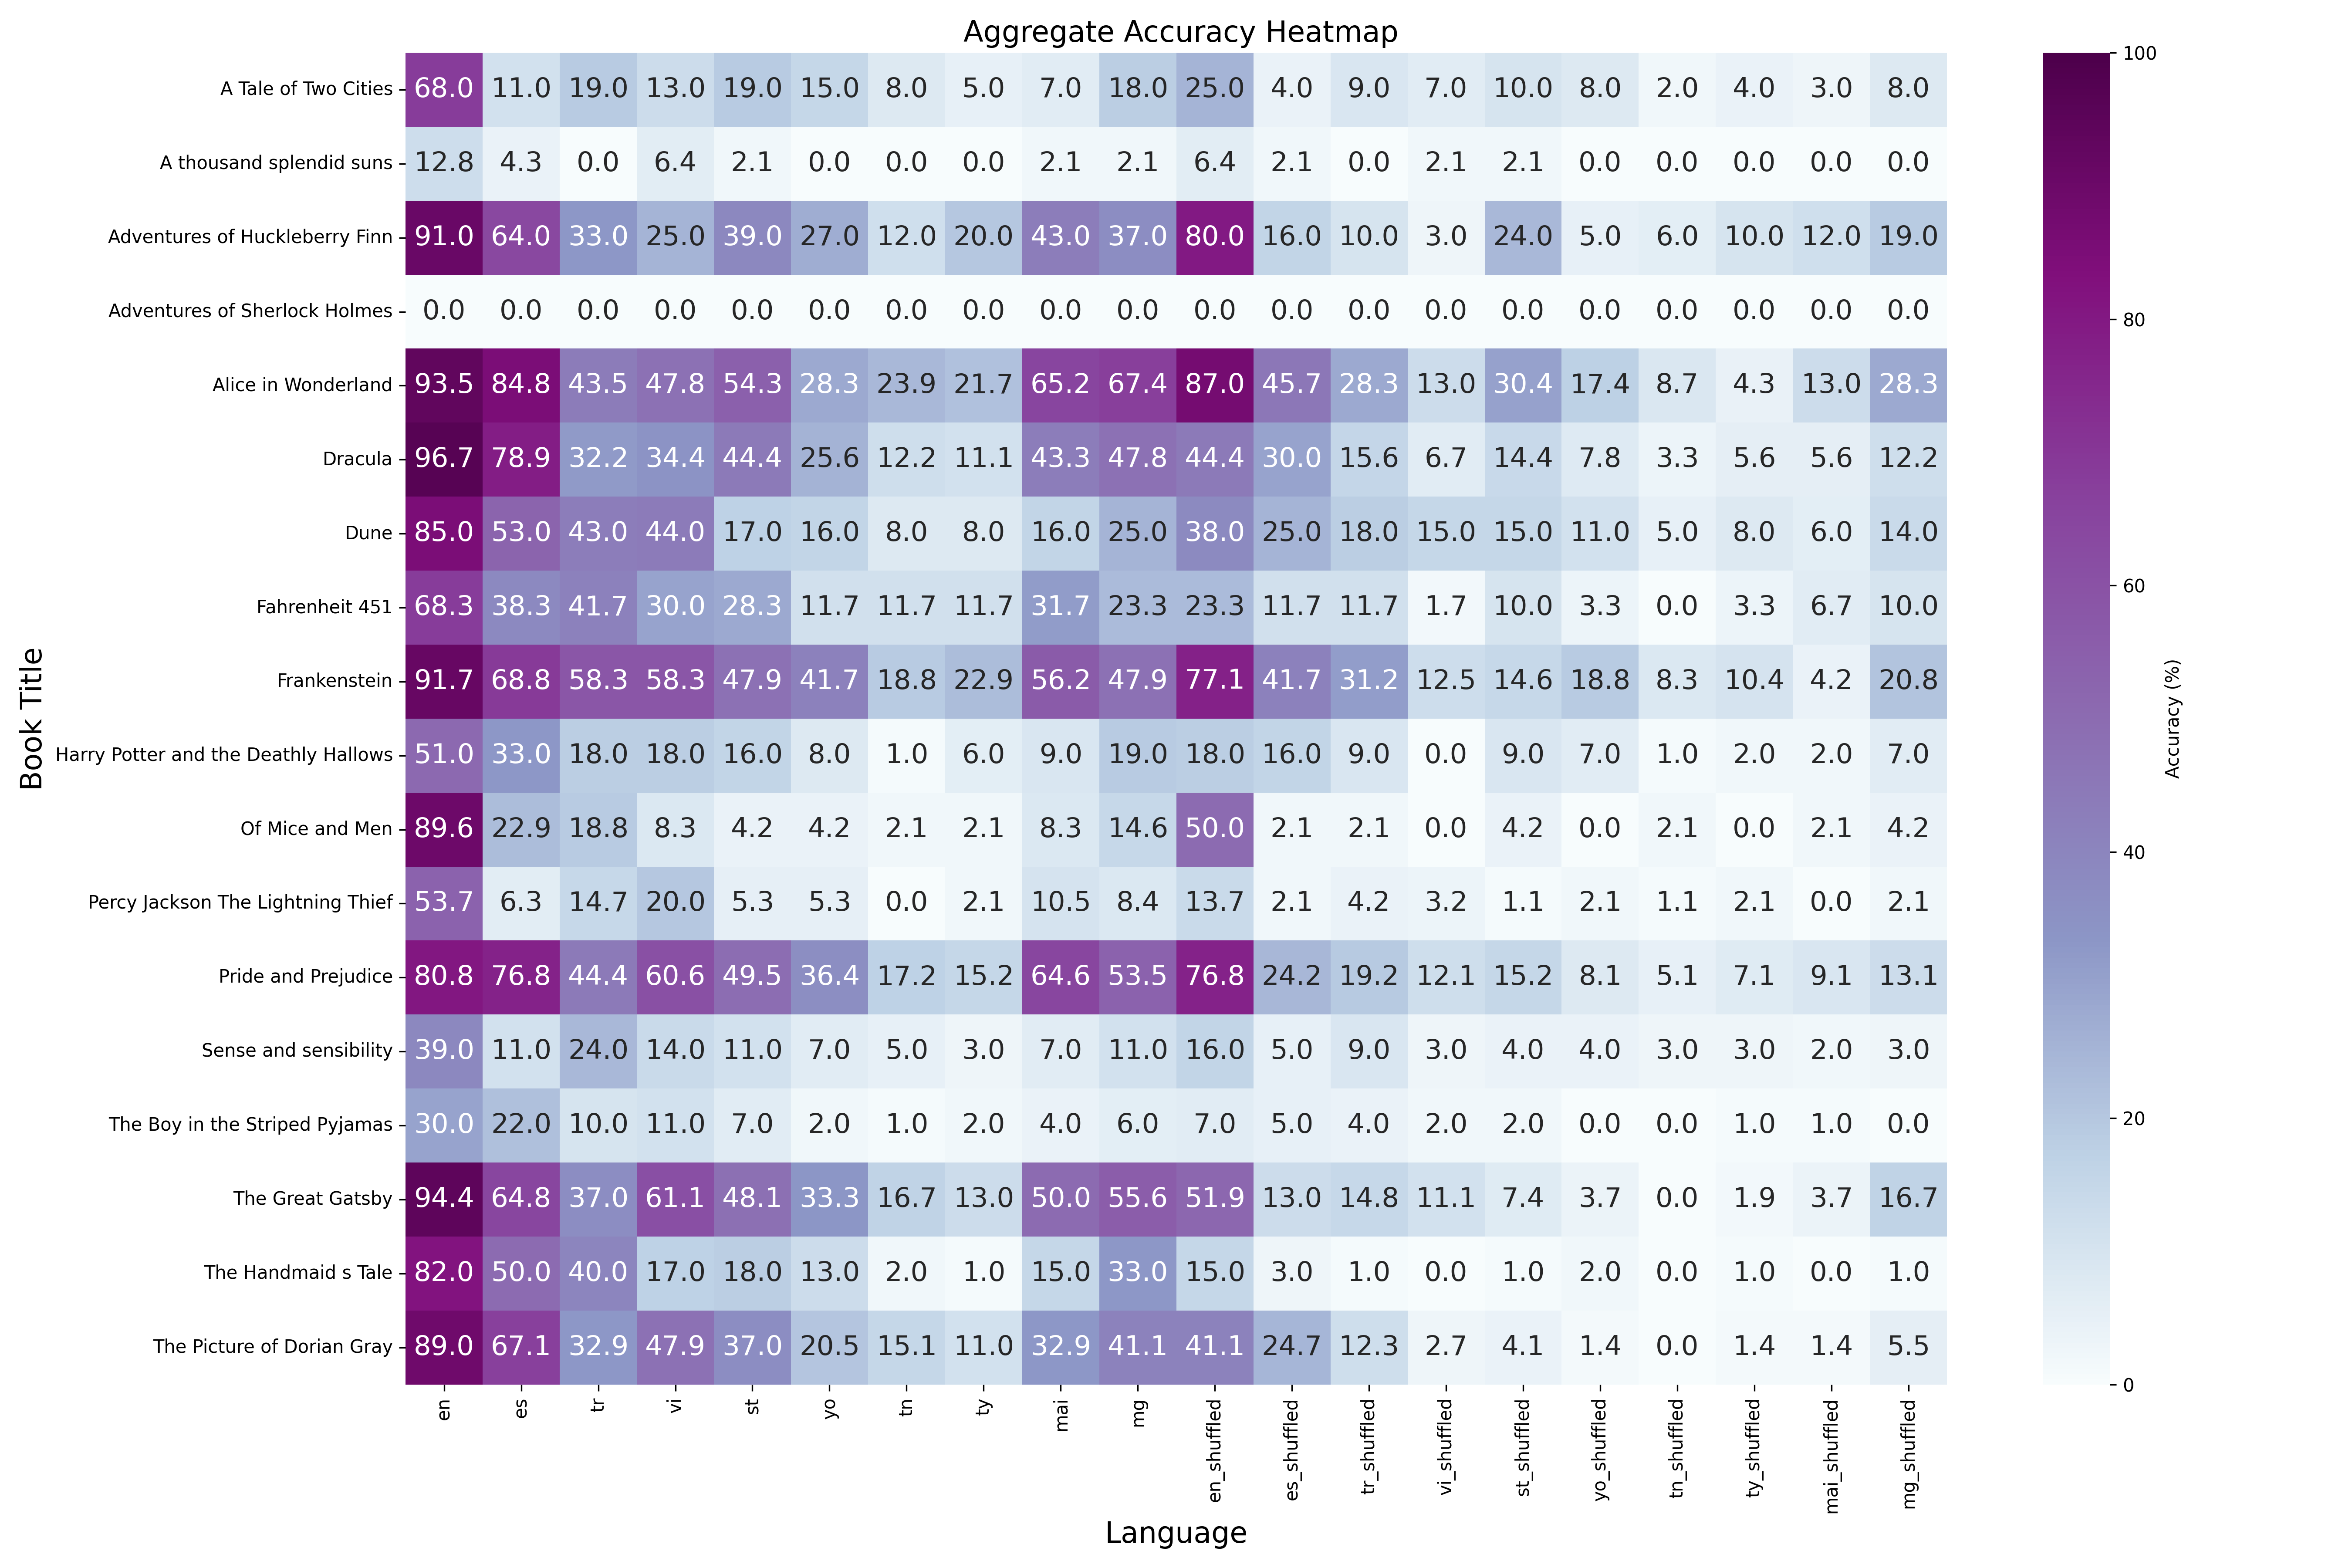 Aggregate Accuracy Heatmap
A Tale of Two Cities 68.0 11.0 19.0 13.0 19.0 15.0 8.0 5.0 7.0 18.0 25.0 4.0 9.0 7.0 10.0 8.0 2.0 4.0 3.0 8.0
A thousand splendid suns 12.8 4.3 0.0 6.4 2.1 0.0 0.0 0.0 2.1 2.1 6.4 2.1 0.0 2.1 2.1 0.0 0.0 0.0 0.0 0.0
Adventures of Huckleberry Finn 91.0 64.0 33.0 25.0 39.0 27.0 12.0 20.0 43.0 37.0 80.0 16.0 10.0 3.0 24.0 5.0 6.0 10.0 12.0 19.0
Adventures of Sherlock Holmes 0.0 0.0 0.0 0.0 0.0 0.0 0.0 0.0 0.0 0.0 0.0 0.0 0.0 0.0 0.0 0.0 0.0 0.0 0.0 0.0
Alice in Wonderland 93.5 84.8 43.5 47.8 54.3 28.3 23.9 21.7 65.2 67.4 87.0 45.7 28.3 13.0 30.4 17.4 8.7 4.3 13.0 28.3
Dracula 96.7 78.9 32.2 34.4 44.4 25.6 12.2 11.1 43.3 47.8 44.4 30.0 15.6 6.7 14.4 7.8 3.3 5.6 5.6 12.2
Dune 85.0 53.0 43.0 44.0 17.0 16.0 8.0 8.0 16.0 25.0 38.0 25.0 18.0 15.0 15.0 11.0 5.0 8.0 6.0 14.0
Fahrenheit 451 68.3 38.3 41.7 30.0 28.3 11.7 11.7 11.7 31.7 23.3 23.3 11.7 11.7 1.7 10.0 3.3 0.0 3.3 6.7 10.0
Frankenstein 91.7 68.8 58.3 58.3 47.9 41.7 18.8 22.9 56.2 47.9 77.1 41.7 31.2 12.5 14.6 18.8 8.3 10.4 4.2 20.8
Harry Potter and the Deathly Hallows 51.0 33.0 18.0 18.0 16.0 8.0 1.0 6.0 9.0 19.0 18.0 16.0 9.0 0.0 9.0 7.0 1.0 2.0 2.0 7.0
Of Mice and Men 89.6 22.9 18.8 8.3 4.2 4.2 2.1 2.1 8.3 14.6 50.0 2.1 2.1 0.0 4.2 0.0 2.1 0.0 2.1 4.2
Percy Jackson The Lightning Thief 53.7 6.3 14.7 20.0 5.3 5.3 0.0 2.1 10.5 8.4 13.7 2.1 4.2 3.2 1.1 2.1 1.1 2.1 0.0 2.1
Pride and Prejudice 80.8 76.8 44.4 60.6 49.5 36.4 17.2 15.2 64.6 53.5 76.8 24.2 19.2 12.1 15.2 8.1 5.1 7.1 9.1 13.1
Sense and sensibility 39.0 11.0 24.0 14.0 11.0 7.0 5.0 3.0 7.0 11.0 16.0 5.0 9.0 3.0 4.0 4.0 3.0 3.0 2.0 3.0
The Boy in the Striped Pyjamas 30.0 22.0 10.0 11.0 7.0 2.0 1.0 2.0 4.0 6.0 7.0 5.0 4.0 2.0 2.0 0.0 0.0 1.0 1.0 0.0
The Great Gatsby 94.4 64.8 37.0 61.1 48.1 33.3 16.7 13.0 50.0 55.6 51.9 13.0 14.8 11.1 7.4 3.7 0.0 1.9 3.7 16.7
The Handmaid s Tale 82.0 50.0 40.0 17.0 18.0 13.0 2.0 1.0 15.0 33.0 15.0 3.0 1.0 0.0 1.0 2.0 0.0 1.0 0.0 1.0
The Picture of Dorian Gray 89.0 67.1 32.9 47.9 37.0 20.5 15.1 11.0 32.9 41.1 41.1 24.7 12.3 2.7 4.1 1.4 0.0 1.4 1.4 5.5
en es tr vi st yo tn ty mai mg en_shuffled es_shuffled tr_shuffled vi_shuffled st_shuffled yo_shuffled tn_shuffled ty_shuffled mai_shuffled mg_shuffled
Language
Book Title
100
80
60
40
20
0
Accuracy (%)